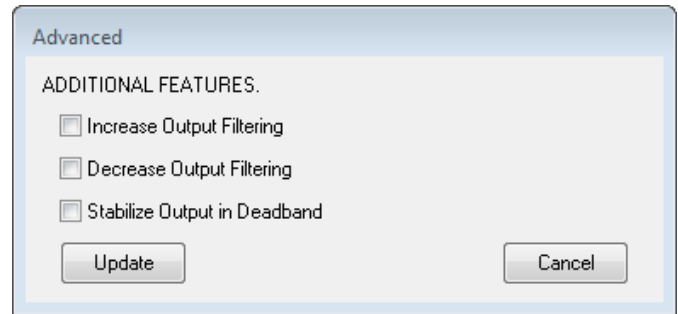 Advanced
ADDITIONAL FEATURES.
Increase Output Filtering
Decrease Output Filtering
Stabilize Output in Deadband
Update Cancel